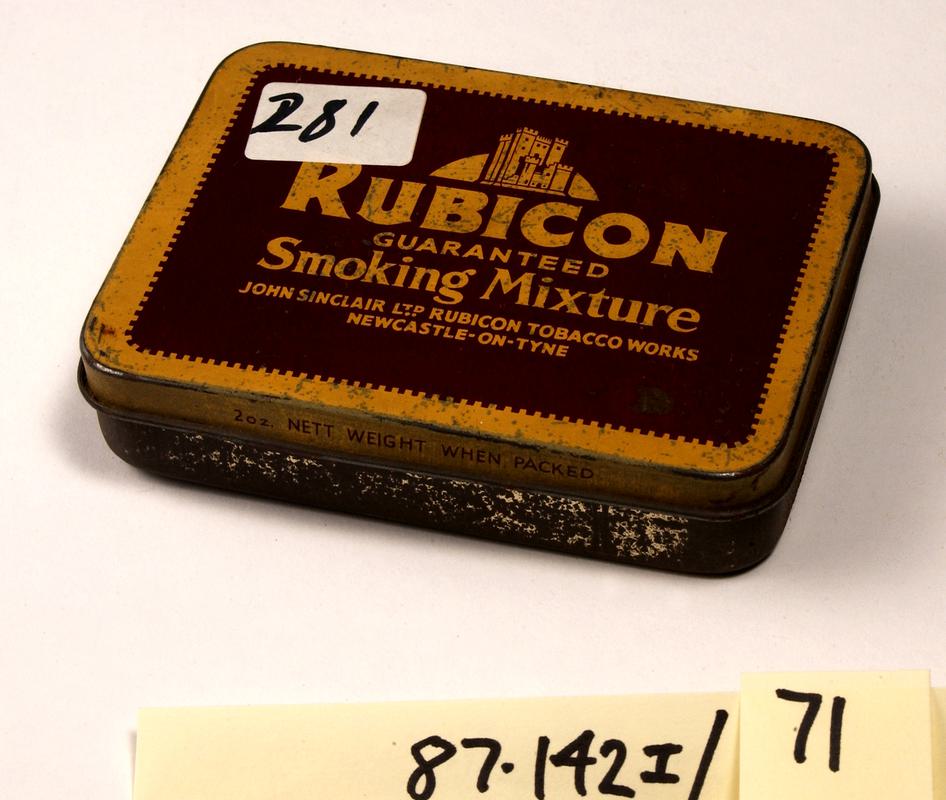 281
RUBICON
GUARANTEED
Smoking Mixture
JOHN SINCLAIR LTD RUBICON TOBACCO WORKS
NEWCASTLE-ON-TYNE
2oz. NETT WEIGHT WHEN PACKED
87.142I/ 71